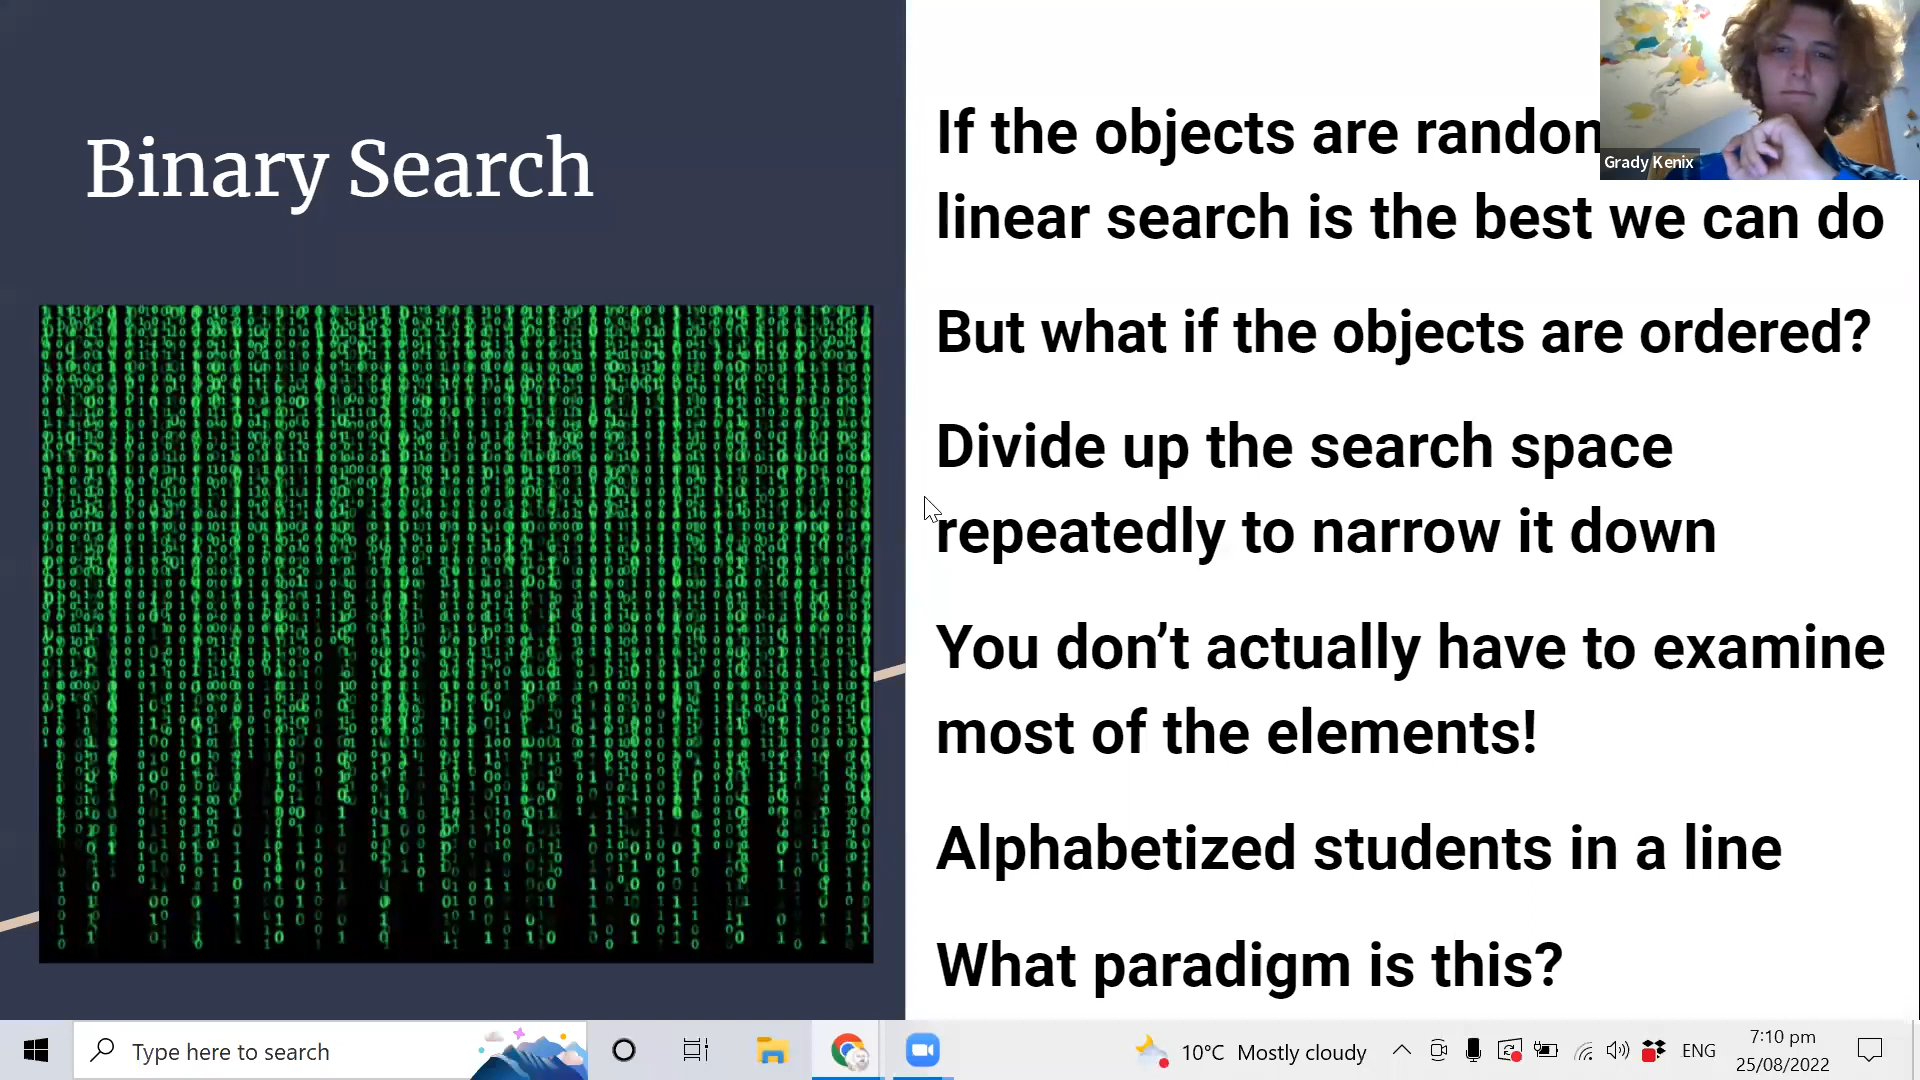 Binary Search
If the objects are random
linear search is the best we can do
But what if the objects are ordered?
Divide up the search space
repeatedly to narrow it down
You don’t actually have to examine
most of the elements!
Alphabetized students in a line
What paradigm is this?
Grady Kenix
Type here to search
10°C Mostly cloudy
ENG
7:10 pm
25/08/2022